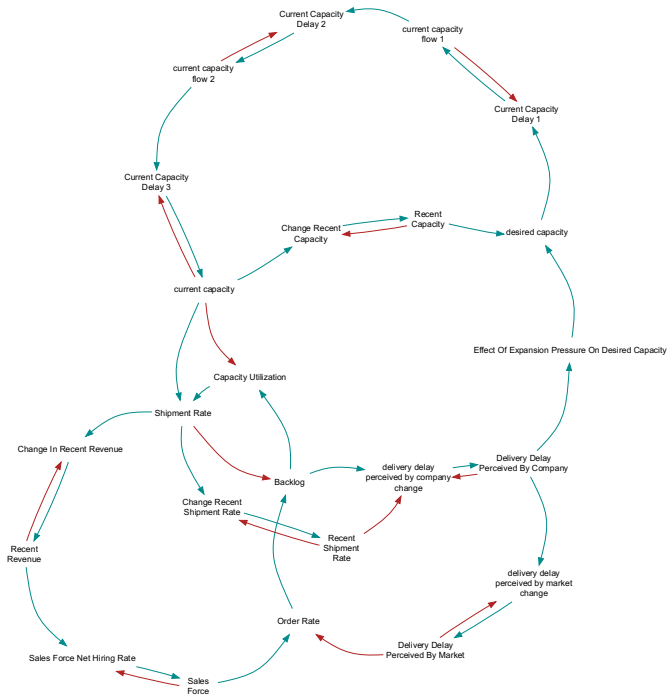 Current Capacity
Delay 2
current capacity
flow 1
current capacity
flow 2
Current Capacity
Delay 1
Current Capacity
Delay 3
Change Recent
Capacity
Recent
Capacity
desired capacity
current capacity
Effect Of Expansion Pressure On Desired Capacity
Capacity Utilization
Shipment Rate
Change In Recent Revenue
Backlog
delivery delay
perceived by company
change
Delivery Delay
Perceived By Company
Change Recent
Shipment Rate
Recent
Shipment
Rate
Recent
Revenue
delivery delay
perceived by market
change
Order Rate
Delivery Delay
Perceived By Market
Sales Force Net Hiring Rate
Sales
Force